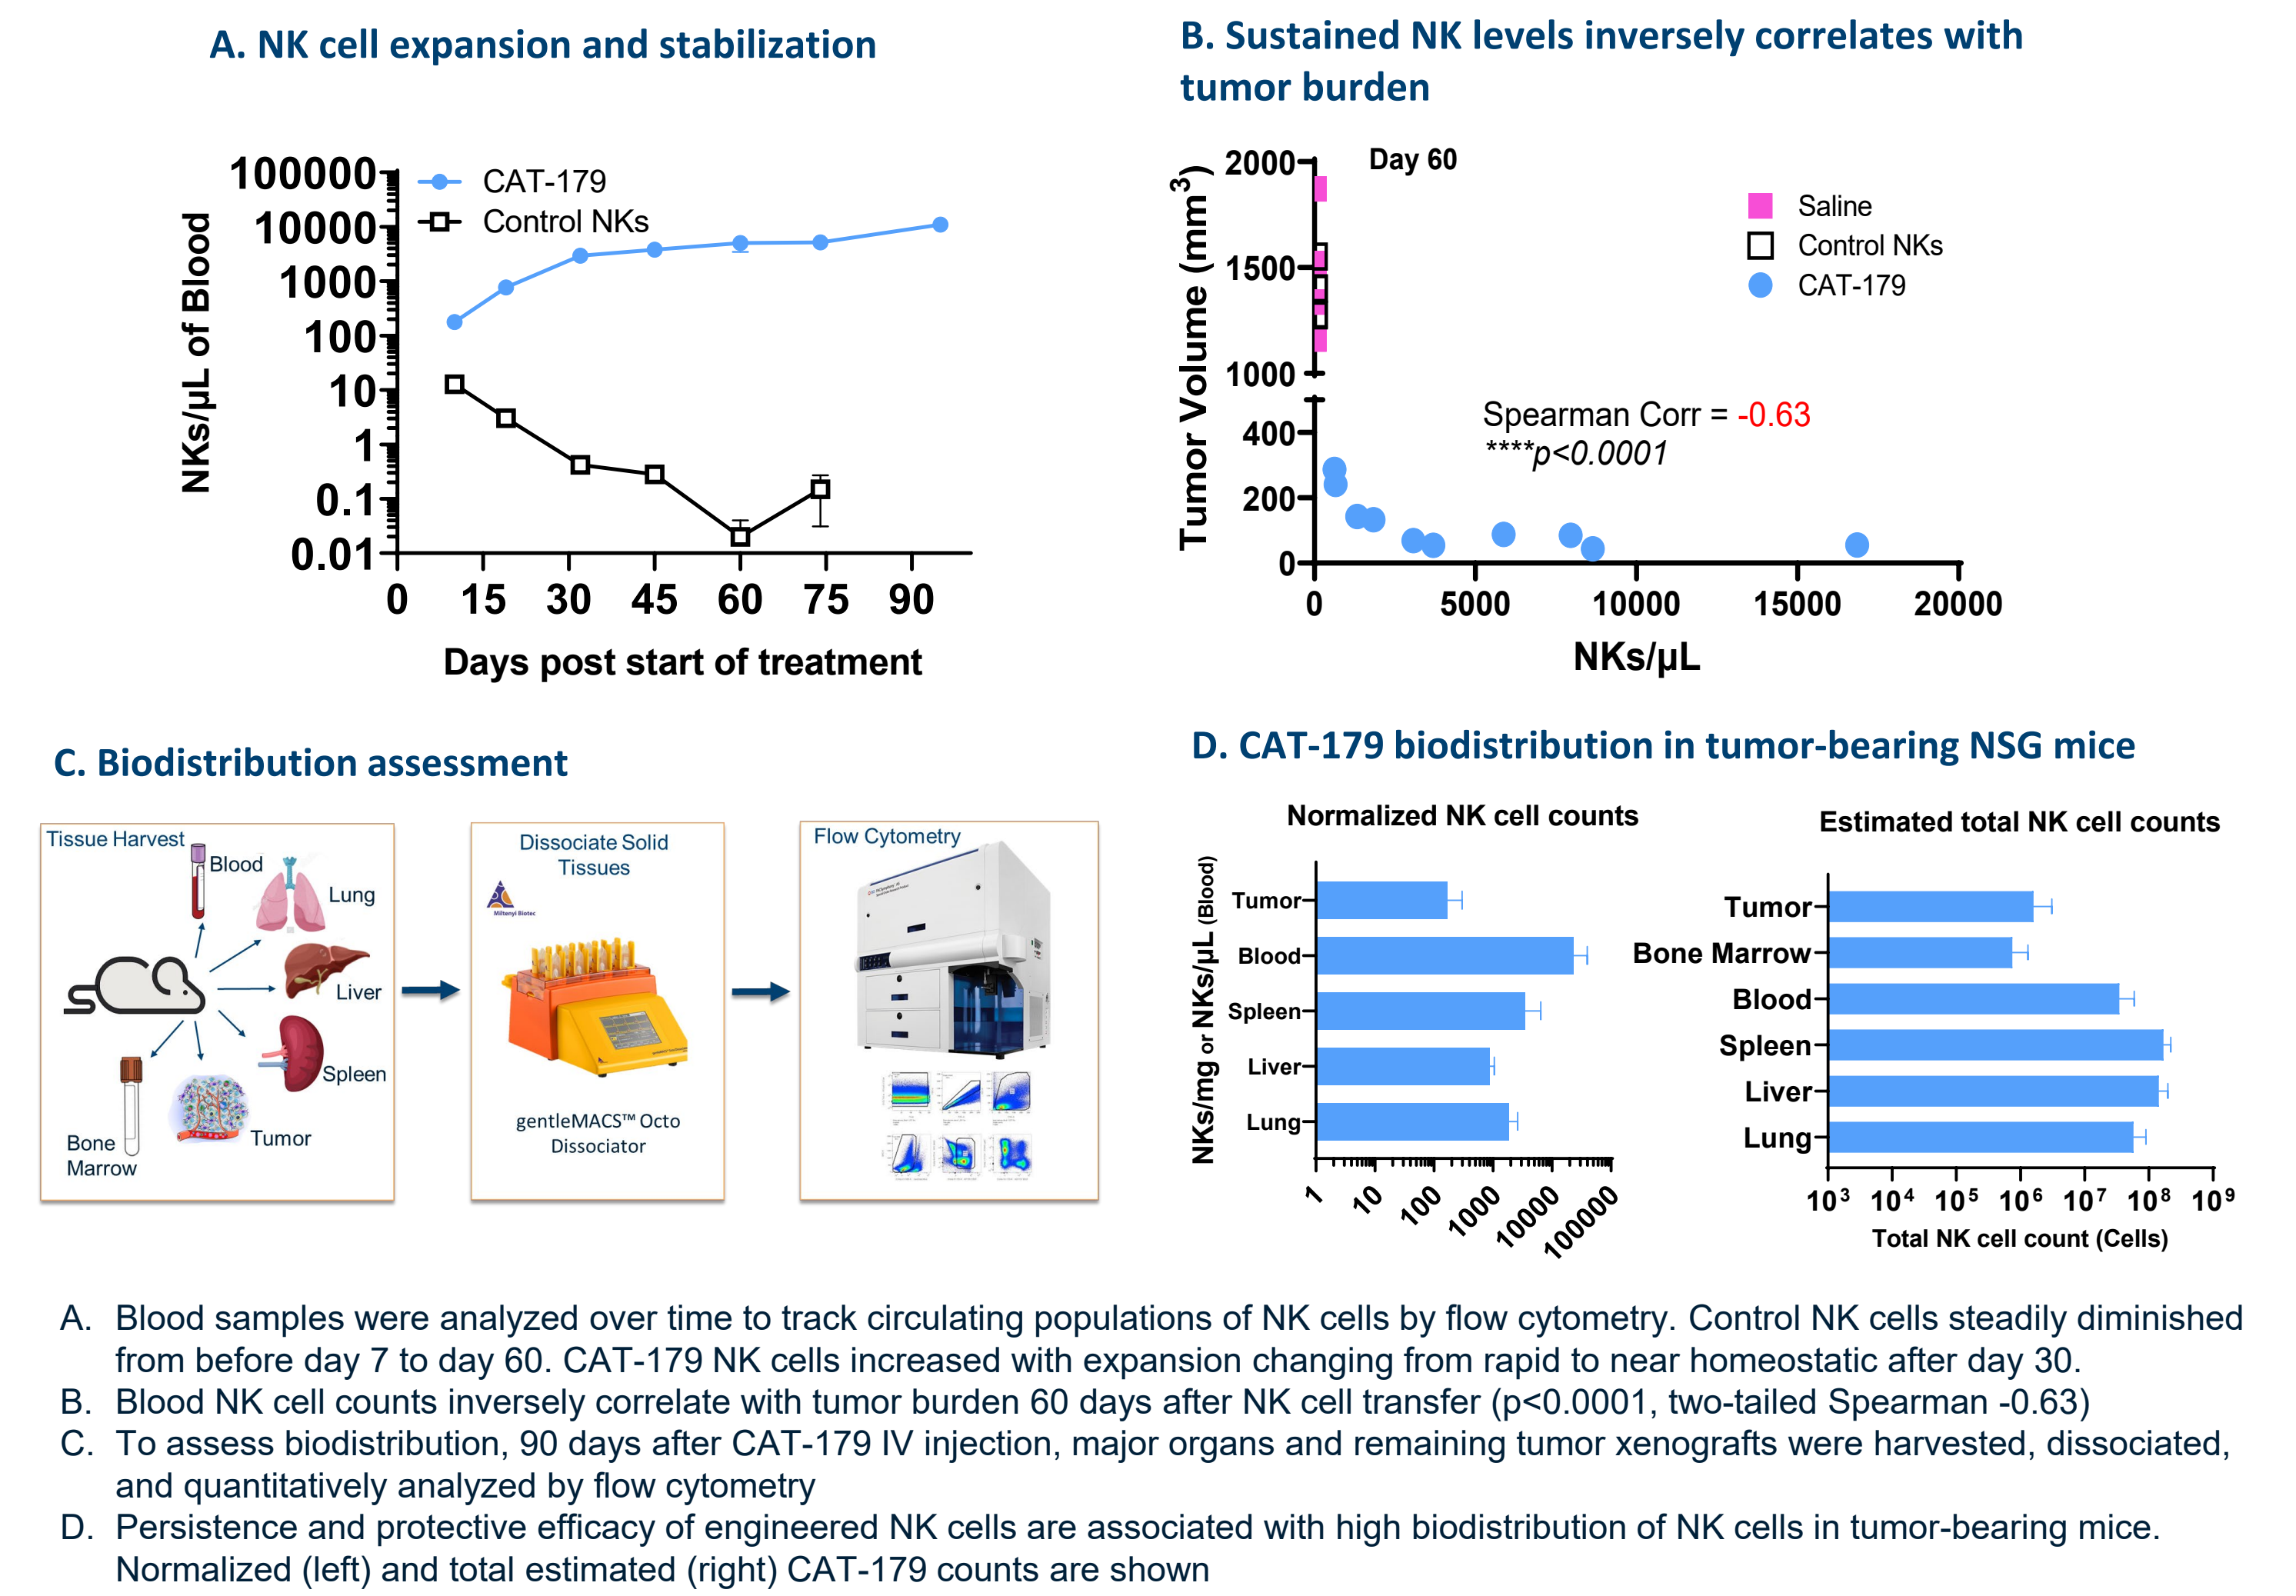 A. NK cell expansion and stabilization
100000
10000
1000
100
10
1
0.1
0.01
NKs/µL of Blood
CAT-179
Control NKs
0 15 30 45 60 75 90
Days post start of treatment
B. Sustained NK levels inversely correlates with
tumor burden
Day 60
2000
1500
1000
400
200
0
Tumor Volume (mm³)
Saline
Control NKs
CAT-179
Spearman Corr = -0.63
****p<0.0001
0 5000 10000 15000 20000
NKs/µL
C. Biodistribution assessment
Tissue Harvest
Blood
Lung
Liver
Spleen
Tumor
Bone
Marrow
Dissociate Solid
Tissues
Miltenyi Biotec
gentleMACS™ Octo
Dissociator
Flow Cytometry
D. CAT-179 biodistribution in tumor-bearing NSG mice
Normalized NK cell counts
NKs/mg or NKs/µL (Blood)
Tumor
Blood
Spleen
Liver
Lung
1 10 100 1000 10000 100000
Estimated total NK cell counts
Tumor
Bone Marrow
Blood
Spleen
Liver
Lung
10³ 10⁴ 10⁵ 10⁶ 10⁷ 10⁸ 10⁹
Total NK cell count (Cells)
A. Blood samples were analyzed over time to track circulating populations of NK cells by flow cytometry. Control NK cells steadily diminished
from before day 7 to day 60. CAT-179 NK cells increased with expansion changing from rapid to near homeostatic after day 30.
B. Blood NK cell counts inversely correlate with tumor burden 60 days after NK cell transfer (p<0.0001, two-tailed Spearman -0.63)
C. To assess biodistribution, 90 days after CAT-179 IV injection, major organs and remaining tumor xenografts were harvested, dissociated,
and quantitatively analyzed by flow cytometry
D. Persistence and protective efficacy of engineered NK cells are associated with high biodistribution of NK cells in tumor-bearing mice.
Normalized (left) and total estimated (right) CAT-179 counts are shown